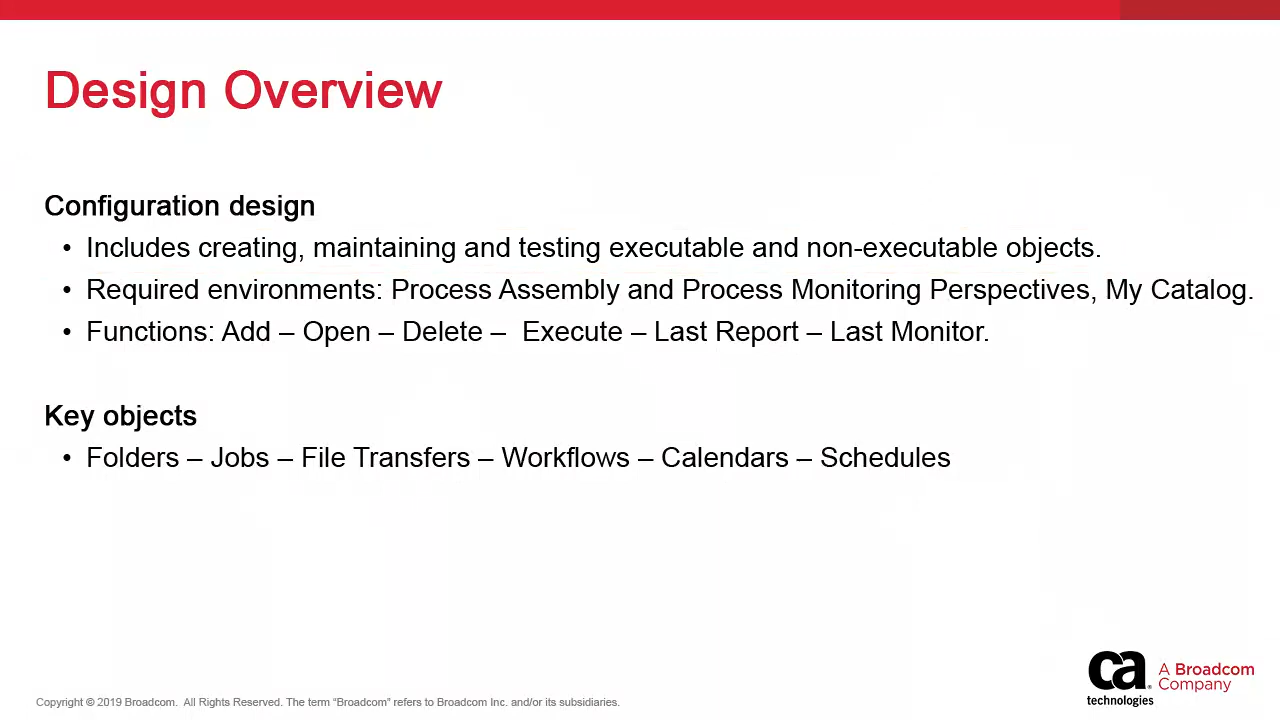 Design Overview
Configuration design
• Includes creating, maintaining and testing executable and non-executable objects.
• Required environments: Process Assembly and Process Monitoring Perspectives, My Catalog.
• Functions: Add – Open – Delete –  Execute – Last Report – Last Monitor.
Key objects
• Folders – Jobs – File Transfers – Workflows – Calendars – Schedules
Copyright © 2019 Broadcom.  All Rights Reserved. The term “Broadcom” refers to Broadcom Inc. and/or its subsidiaries.
ca
technologies
A Broadcom
Company